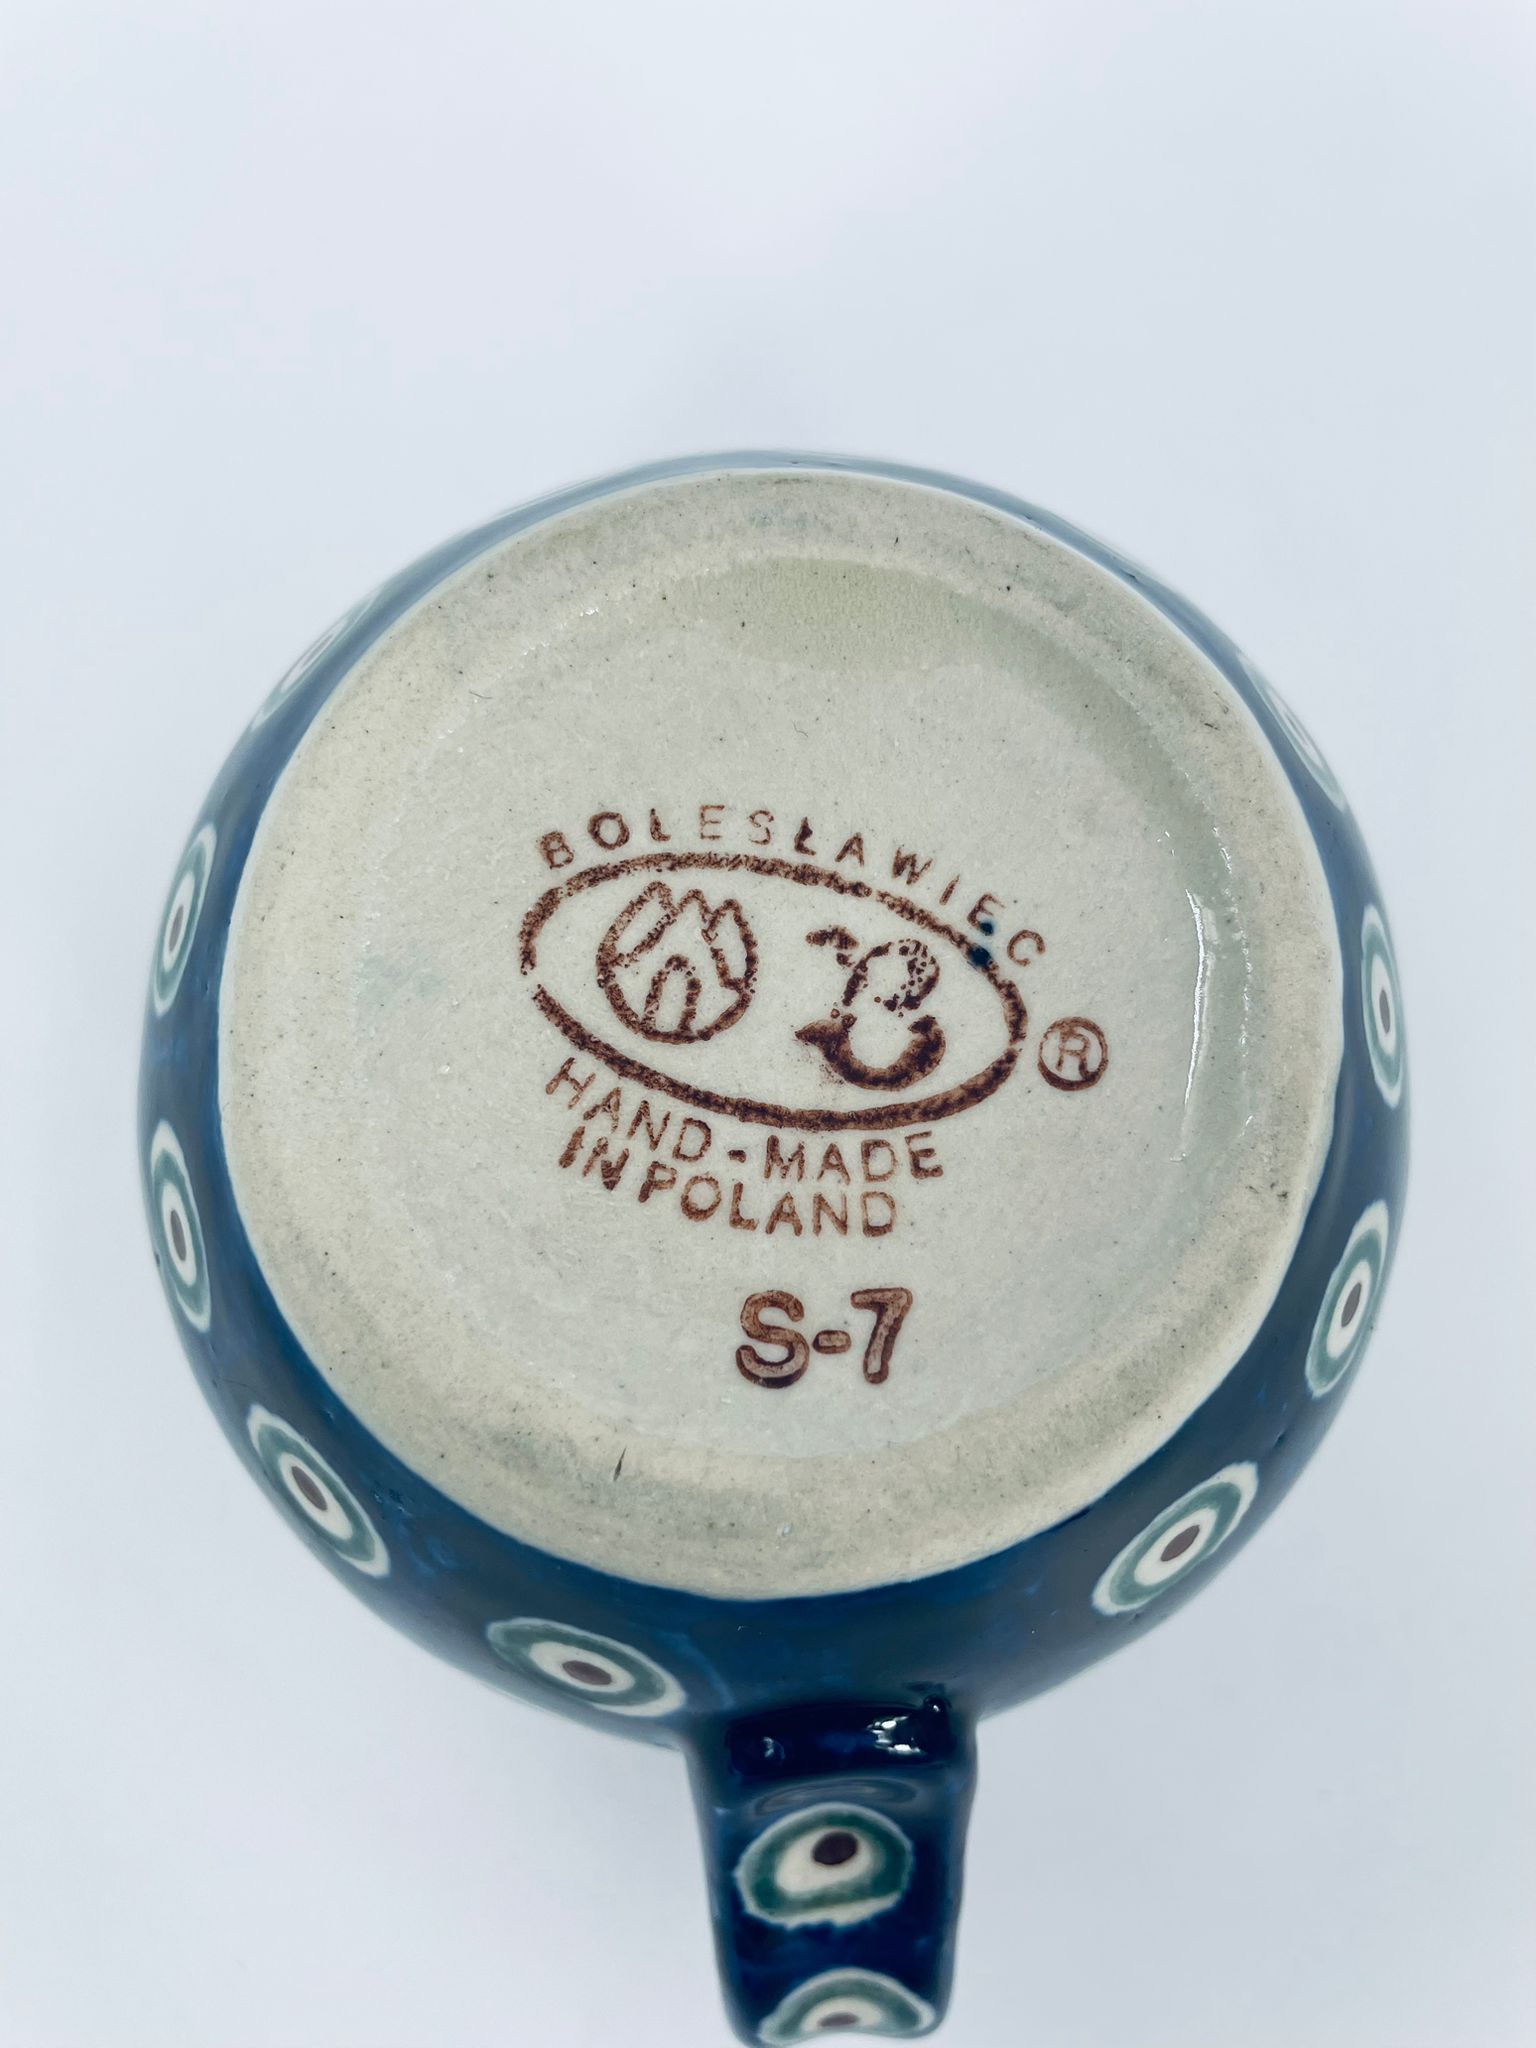 BOLESŁAWIEC
®
HAND-MADE
IN POLAND
S-7